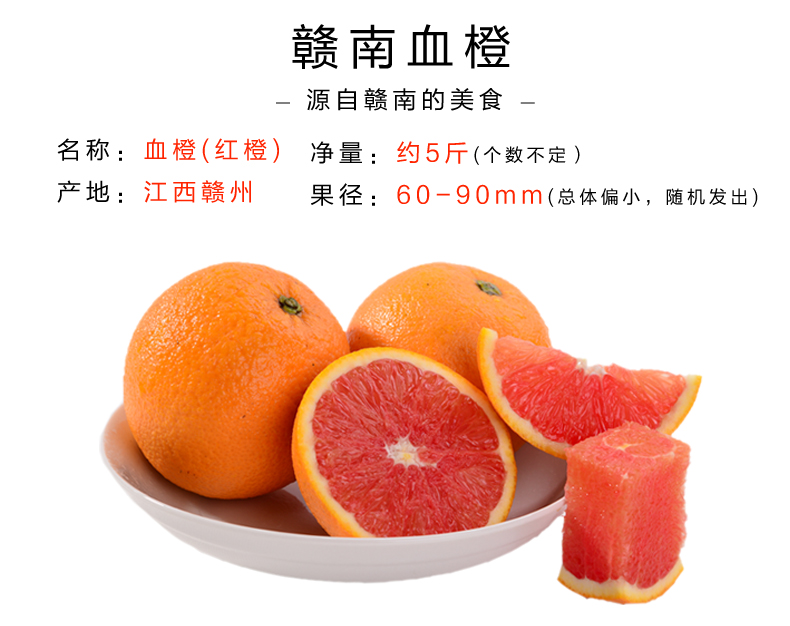 赣南血橙
— 源自赣南的美食 —
名称：血橙(红橙) 净量：约5斤(个数不定)
产地：江西赣州 果径：60-90mm(总体偏小，随机发出)